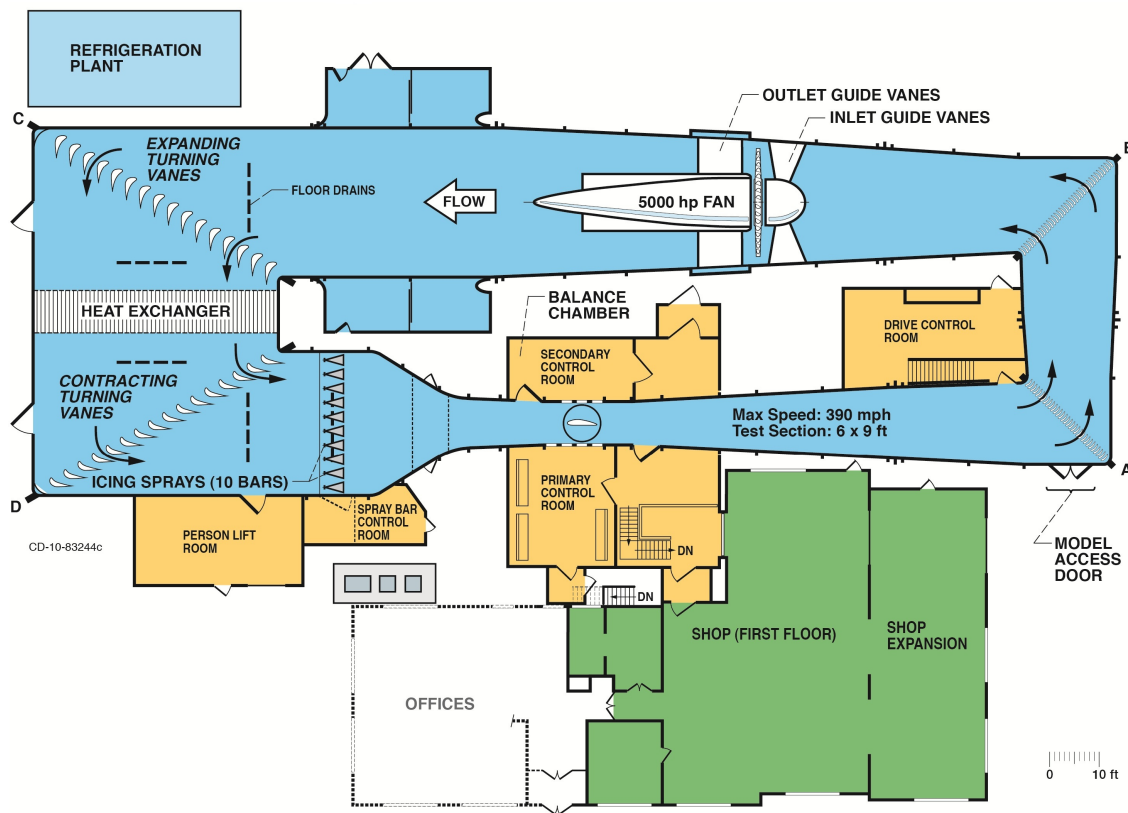 REFRIGERATION
PLANT
C
EXPANDING
TURNING
VANES
FLOOR DRAINS
FLOW
OUTLET GUIDE VANES
INLET GUIDE VANES
5000 hp FAN
B
HEAT EXCHANGER
BALANCE
CHAMBER
SECONDARY
CONTROL
ROOM
DRIVE CONTROL
ROOM
CONTRACTING
TURNING
VANES
Max Speed: 390 mph
Test Section: 6 x 9 ft
ICING SPRAYS (10 BARS)
D
A
PERSON LIFT
ROOM
SPRAY BAR
CONTROL
ROOM
PRIMARY
CONTROL
ROOM
DN
MODEL
ACCESS
DOOR
CD-10-83244c
DN
SHOP (FIRST FLOOR)
SHOP
EXPANSION
OFFICES
0 10 ft